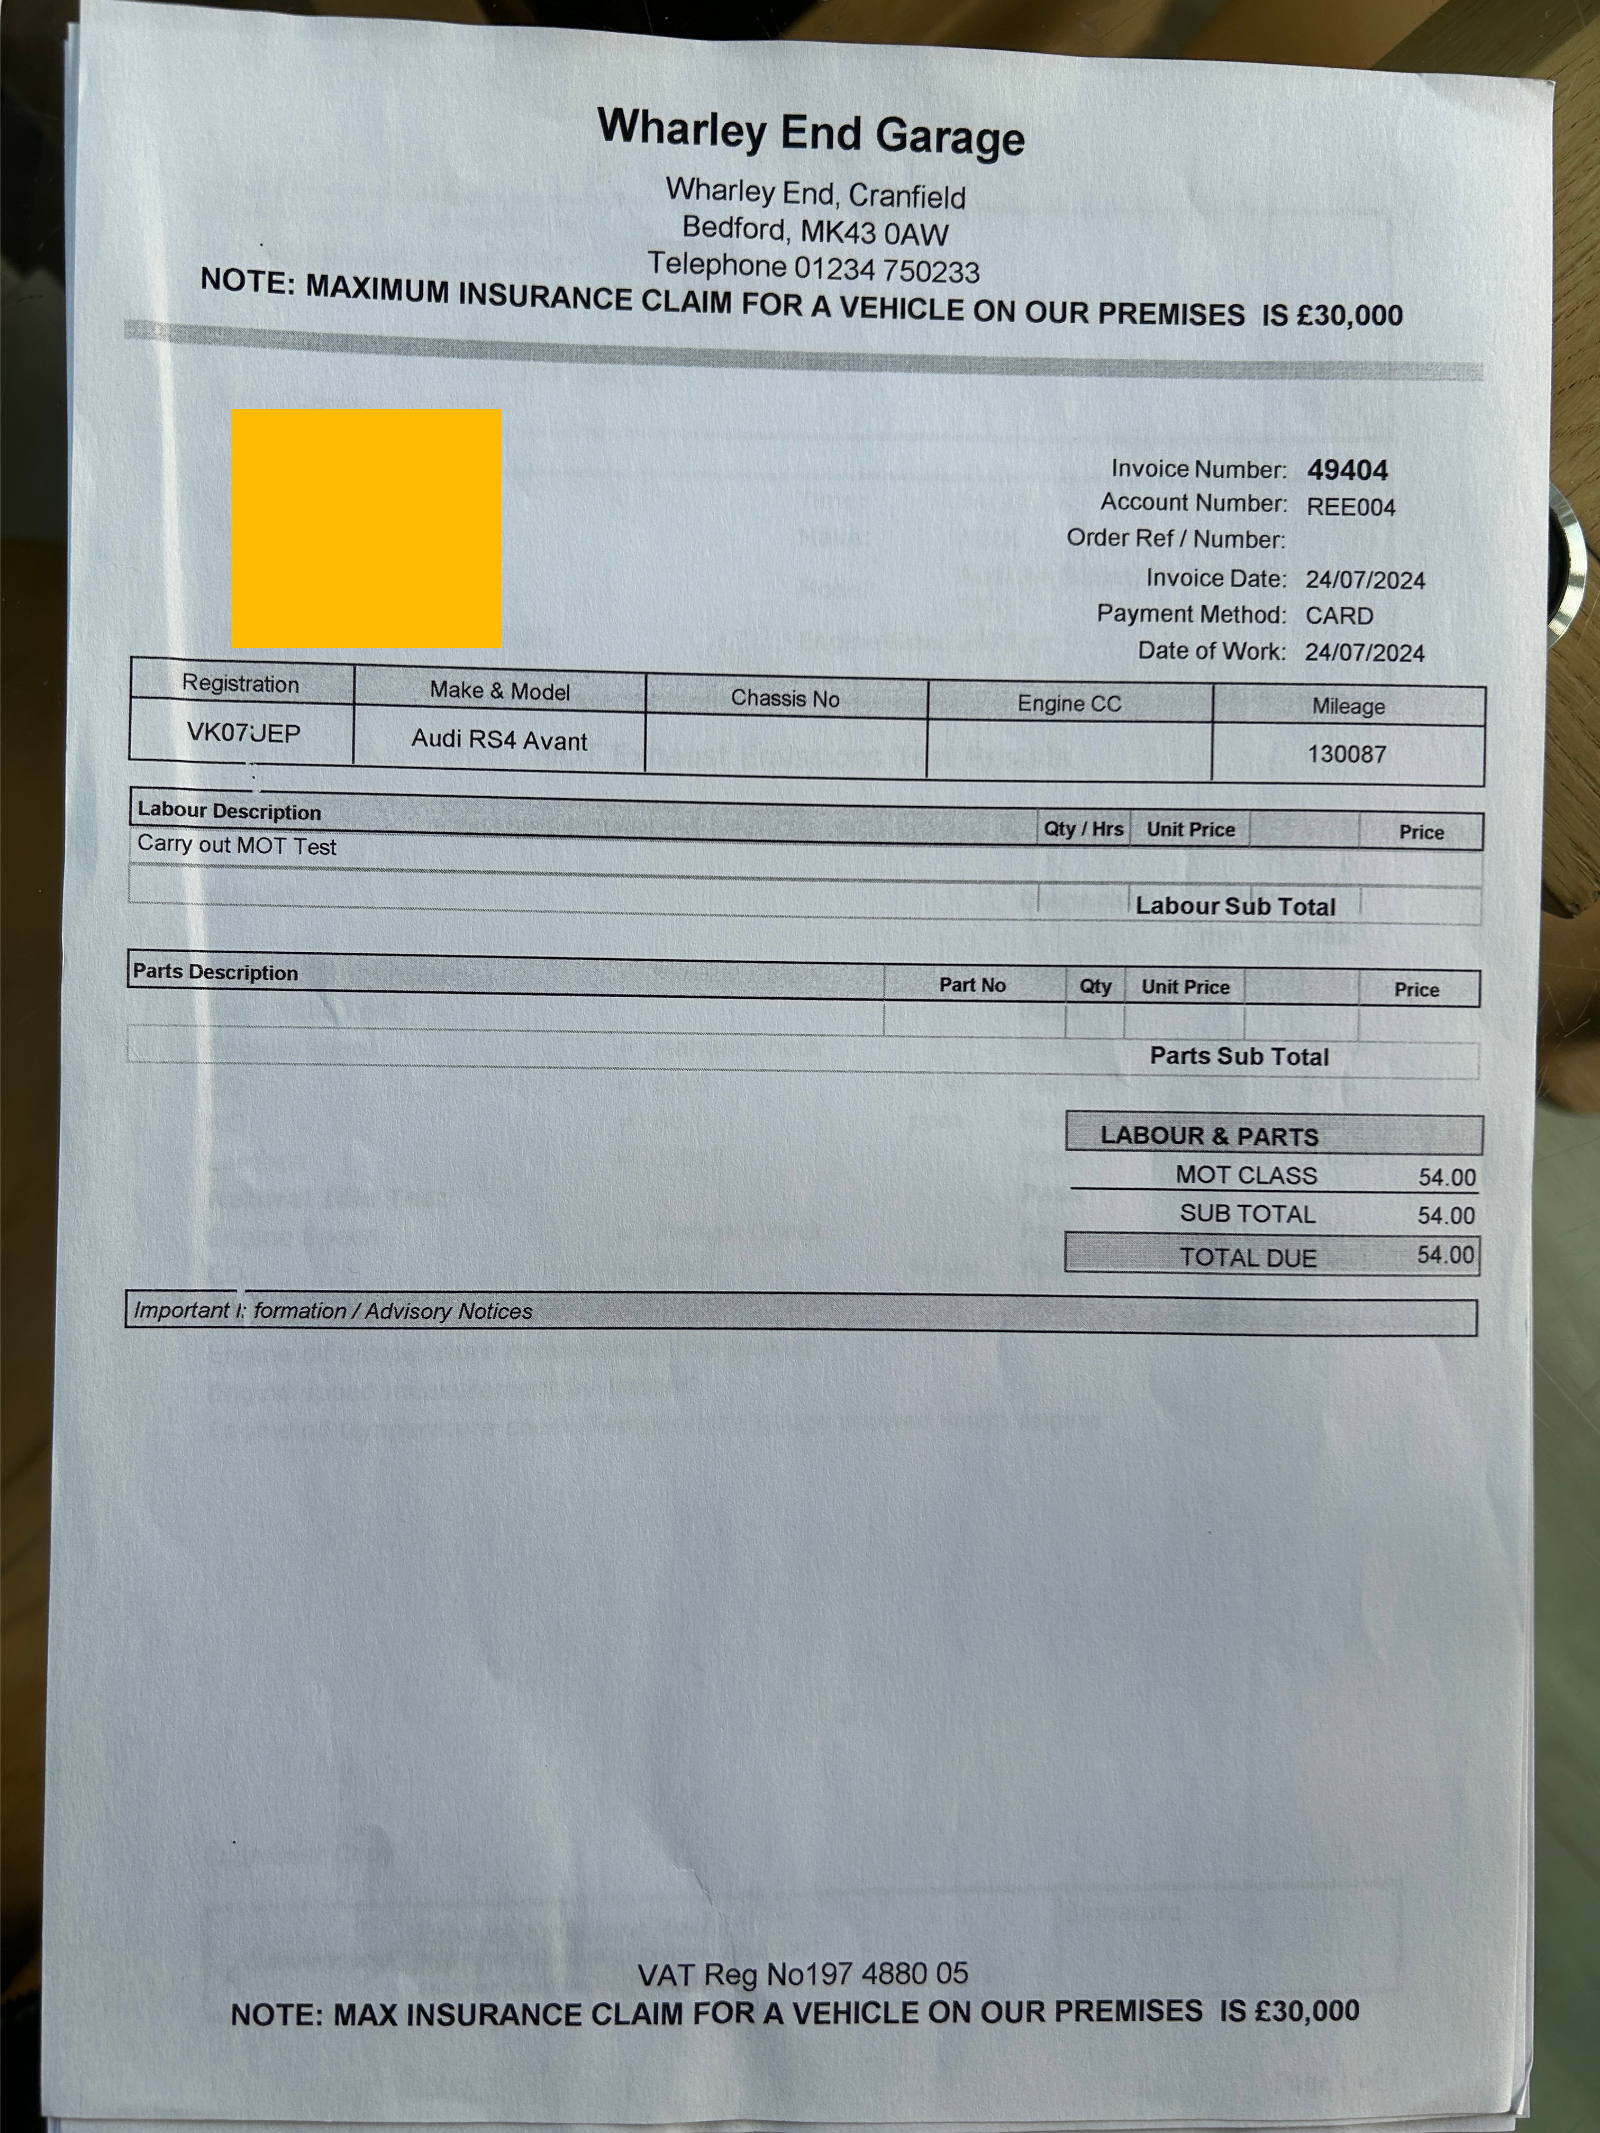 Wharley End Garage
Wharley End, Cranfield
Bedford, MK43 0AW
Telephone 01234 750233
NOTE: MAXIMUM INSURANCE CLAIM FOR A VEHICLE ON OUR PREMISES IS £30,000
Invoice Number: 49404
Account Number: REE004
Order Ref / Number:
Invoice Date: 24/07/2024
Payment Method: CARD
Date of Work: 24/07/2024
Registration Make & Model Chassis No Engine CC Mileage
VK07UEP Audi RS4 Avant 130087
Labour Description Qty / Hrs Unit Price Price
Carry out MOT Test
Labour Sub Total
Parts Description Part No Qty Unit Price Price
Parts Sub Total
LABOUR & PARTS
MOT CLASS 54.00
SUB TOTAL 54.00
TOTAL DUE 54.00
Important I: formation / Advisory Notices
VAT Reg No197 4880 05
NOTE: MAX INSURANCE CLAIM FOR A VEHICLE ON OUR PREMISES IS £30,000